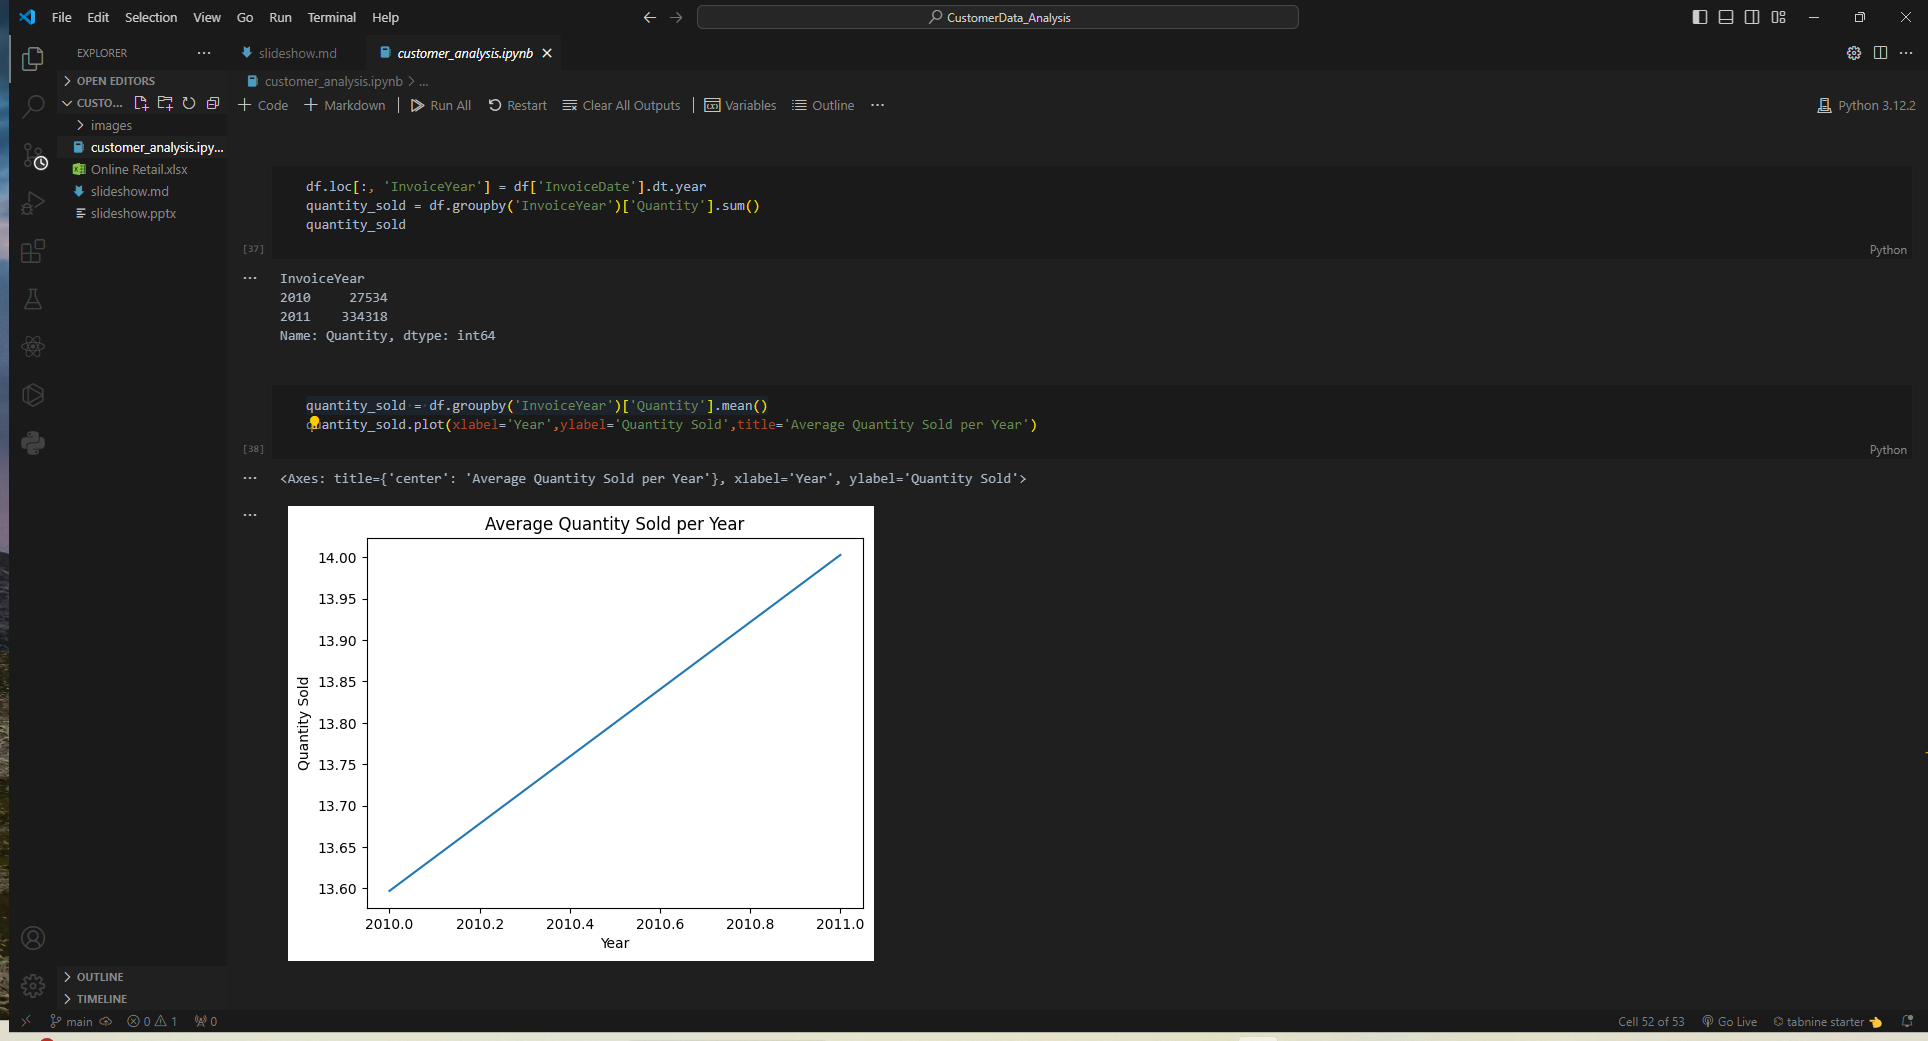 File Edit Selection View Go Run Terminal Help
CustomerData_Analysis
EXPLORER
OPEN EDITORS
CUSTO...
images
customer_analysis.ipy...
Online Retail.xlsx
slideshow.md
slideshow.pptx
OUTLINE
TIMELINE
slideshow.md customer_analysis.ipynb
customer_analysis.ipynb > ...
Code Markdown Run All Restart Clear All Outputs Variables Outline ... Python 3.12.2
df.loc[:, 'InvoiceYear'] = df['InvoiceDate'].dt.year
quantity_sold = df.groupby('InvoiceYear')['Quantity'].sum()
quantity_sold
[37] Python
InvoiceYear
2010 27534
2011 334318
Name: Quantity, dtype: int64
quantity_sold = df.groupby('InvoiceYear')['Quantity'].mean()
quantity_sold.plot(xlabel='Year',ylabel='Quantity Sold',title='Average Quantity Sold per Year')
[38] Python
<Axes: title={'center': 'Average Quantity Sold per Year'}, xlabel='Year', ylabel='Quantity Sold'>
Average Quantity Sold per Year
14.00
13.95
13.90
13.85
13.80
13.75
13.70
13.65
13.60
Quantity Sold
2010.0 2010.2 2010.4 2010.6 2010.8 2011.0
Year
main 0 1 0 Cell 52 of 53 Go Live tabnine starter